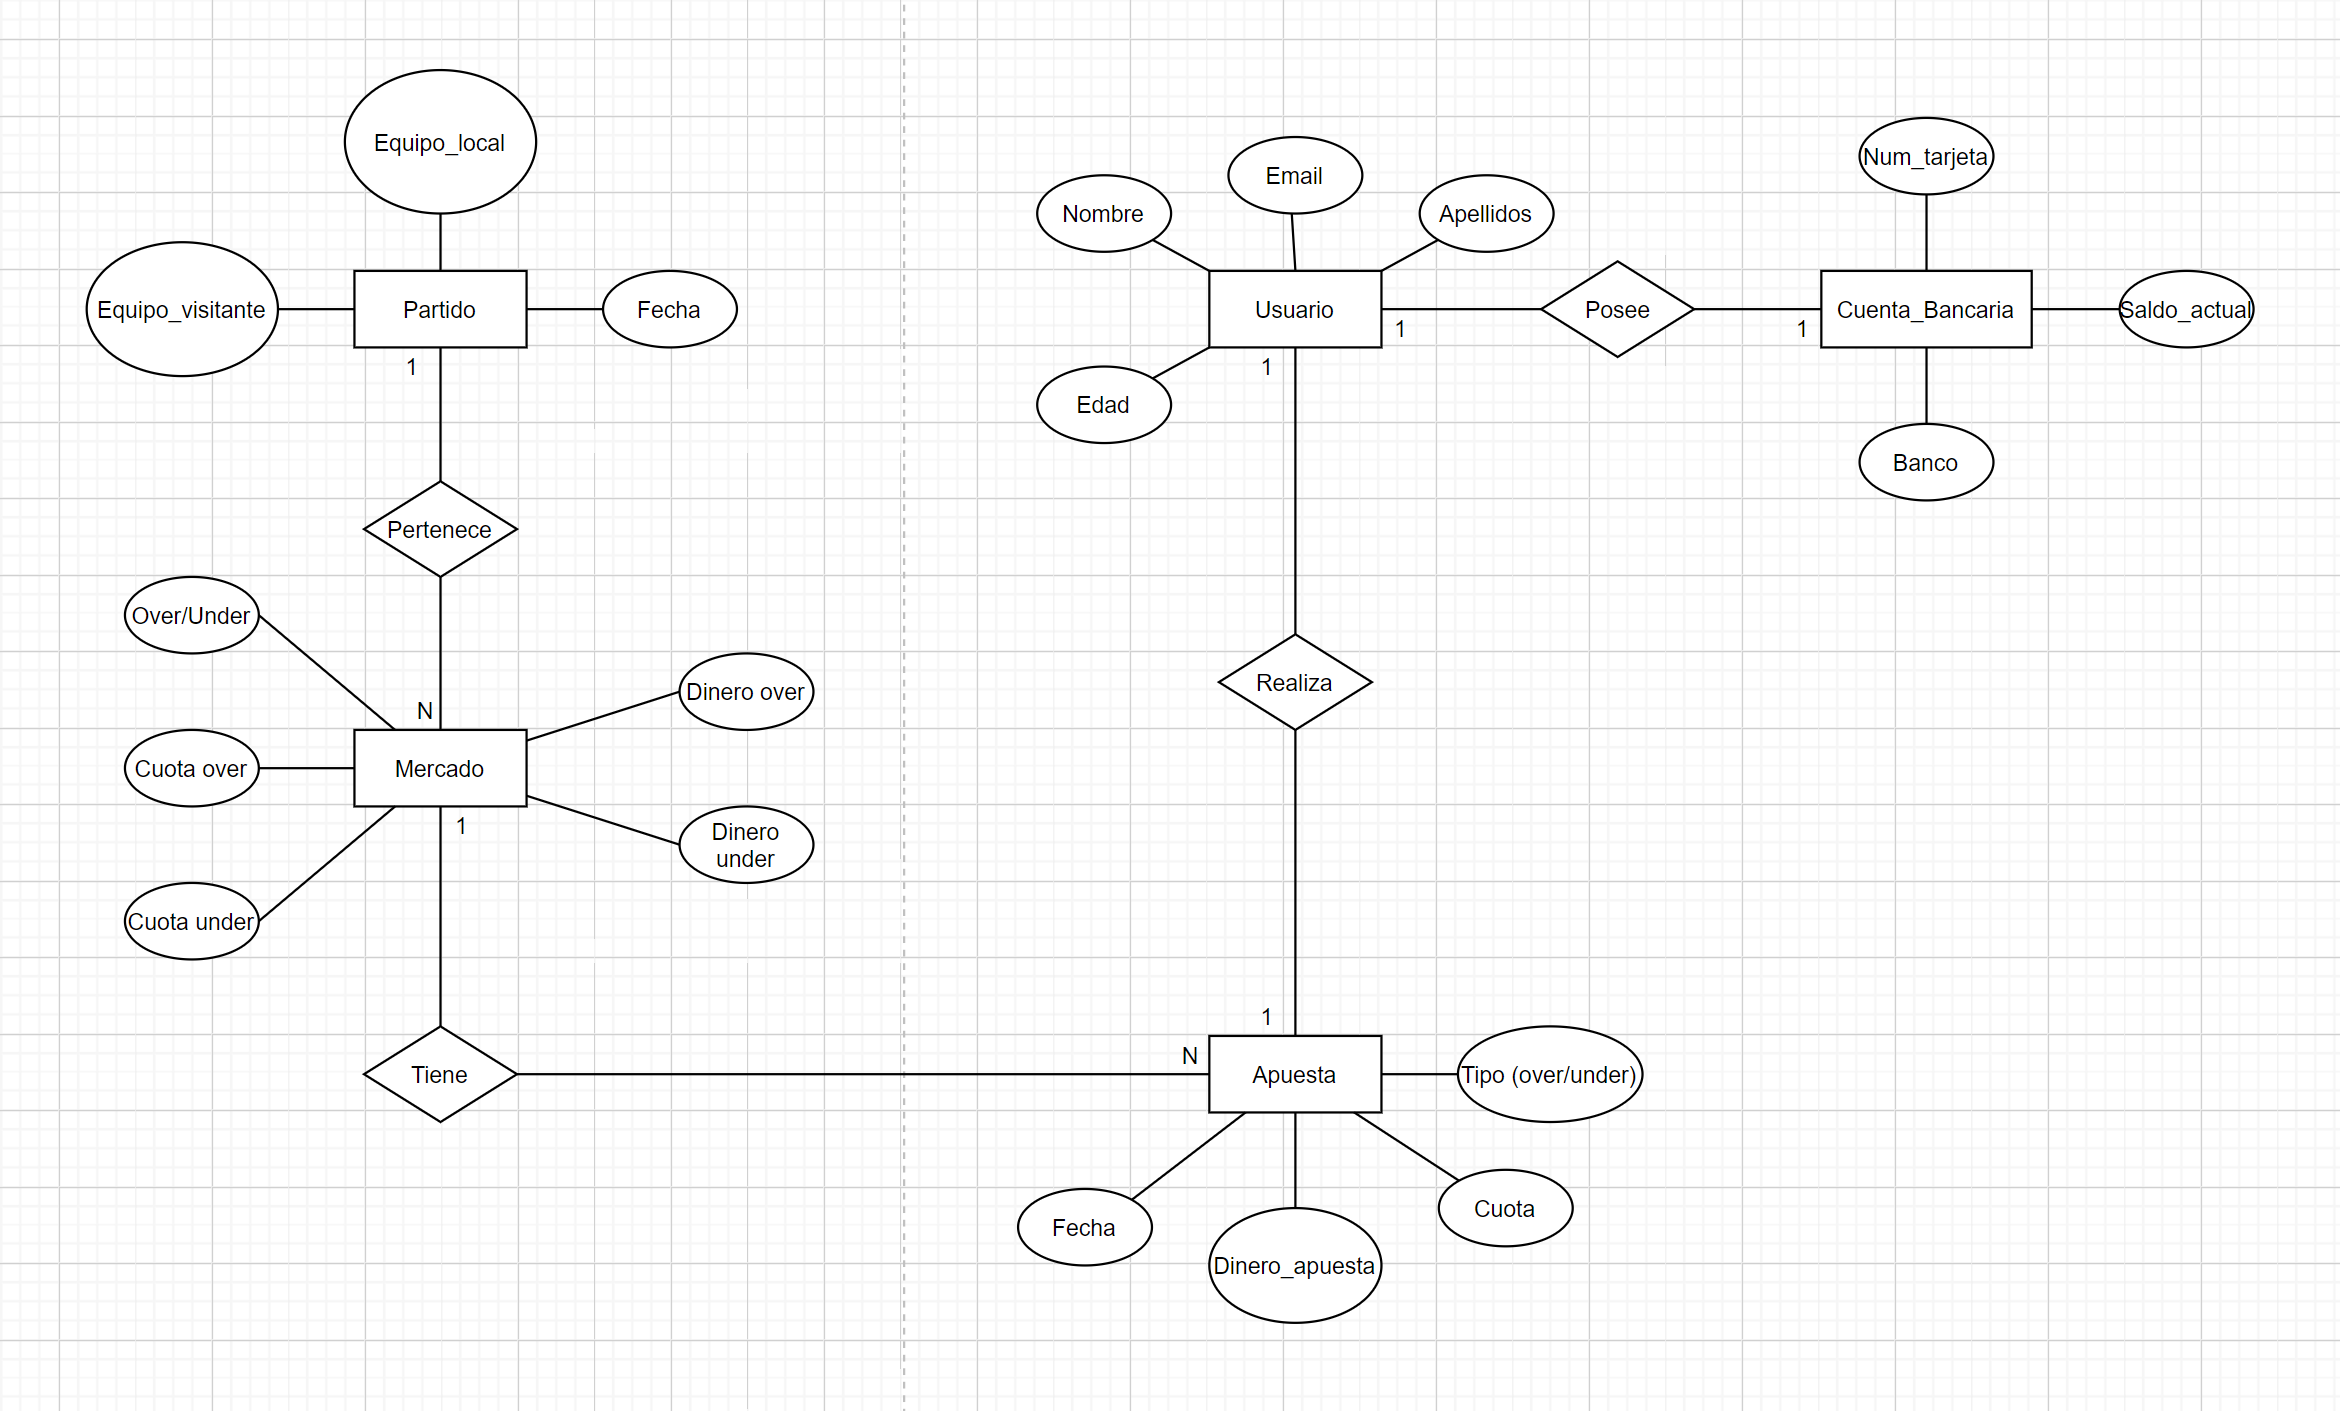 Equipo_local
Equipo_visitante
Partido
Fecha
1
Pertenece
Over/Under
N
Dinero over
Cuota over
Mercado
1
Dinero
under
Cuota under
Tiene
Nombre
Email
Apellidos
Usuario
1
1
Edad
Posee
1
Num_tarjeta
Cuenta_Bancaria
Saldo_actual
Banco
Realiza
1
N
Apuesta
Tipo (over/under)
Fecha
Dinero_apuesta
Cuota